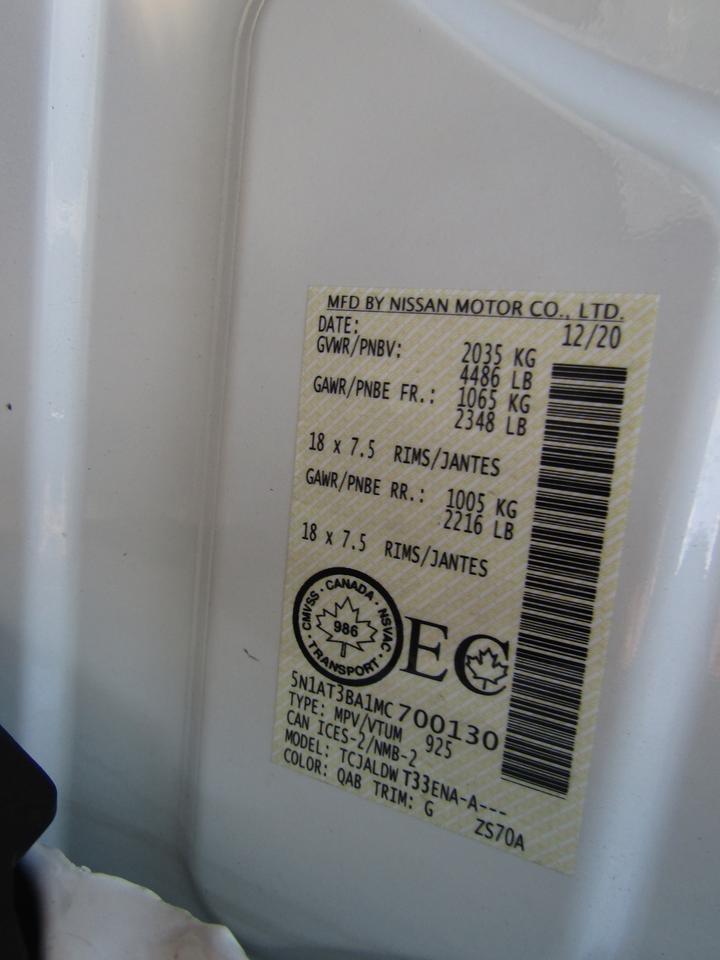 MFD BY NISSAN MOTOR CO., LTD.
DATE: 12/20
GVWR/PNBV: 2035 KG
4486 LB
GAWR/PNBE FR.: 1065 KG
2348 LB
18 x 7.5 RIMS/JANTES
GAWR/PNBE RR.: 1005 KG
2216 LB
18 x 7.5 RIMS/JANTES
CMVSS · CANADA · NSVAC · TRANSPORT ·
986
EC
5N1AT3BA1MC700130
TYPE: MPV/VTUM 925
CAN ICES-2/NMB-2
MODEL: TCJALDW T33ENA-A---
COLOR: QAB TRIM: G ZS70A